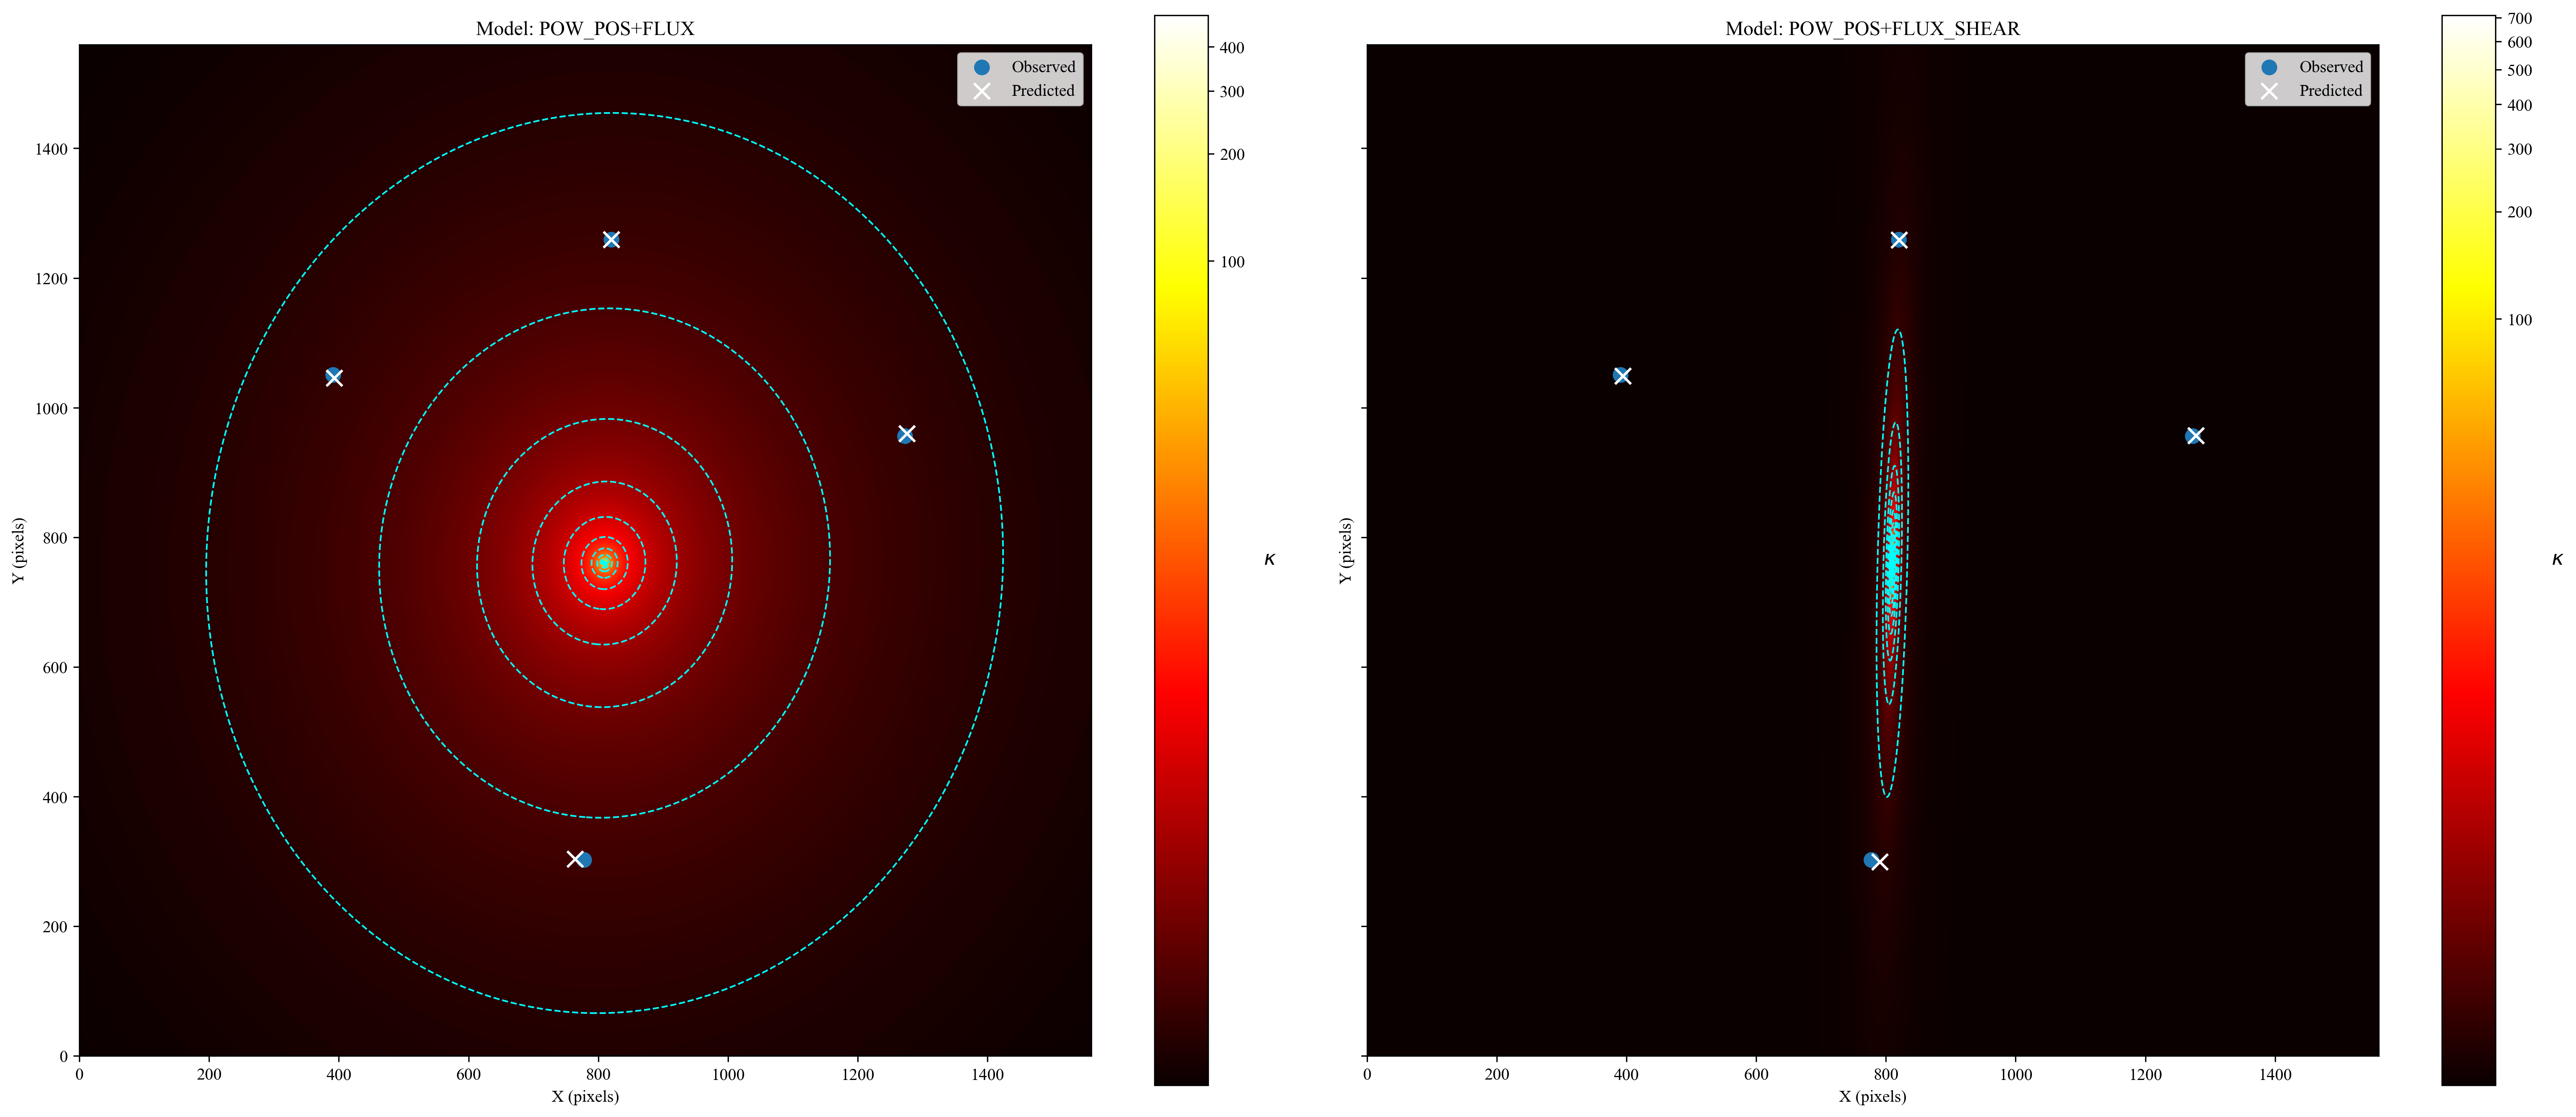 Model: POW_POS+FLUX
Observed
Predicted
Y (pixels)
1400
1200
1000
800
600
400
200
0
0 200 400 600 800 1000 1200 1400
X (pixels)
400
300
200
100
κ
Model: POW_POS+FLUX_SHEAR
Observed
Predicted
Y (pixels)
0 200 400 600 800 1000 1200 1400
X (pixels)
700
600
500
400
300
200
100
κ